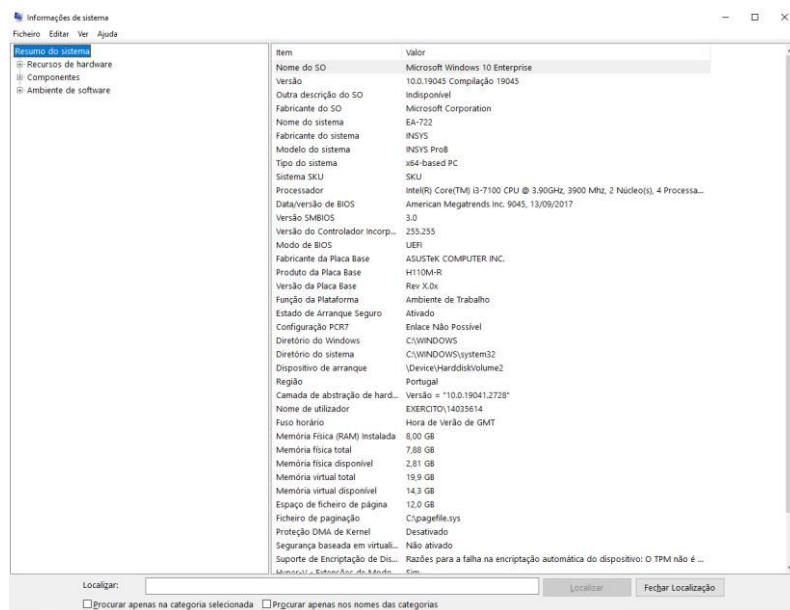 Informações de sistema
Ficheiro Editar Ver Ajuda
Resumo do sistema
Recursos de hardware
Componentes
Ambiente de software
Item Valor
Nome do SO Microsoft Windows 10 Enterprise
Versão 10.0.19045 Compilação 19045
Outra descrição do SO Indisponível
Fabricante do SO Microsoft Corporation
Nome do sistema EA-722
Fabricante do sistema INSYS
Modelo do sistema INSYS Pro8
Tipo do sistema x64-based PC
Sistema SKU SKU
Processador Intel(R) Core(TM) i3-7100 CPU @ 3.90GHz, 3900 Mhz, 2 Núcleo(s), 4 Processa...
Data/versão de BIOS American Megatrends Inc. 9045, 13/09/2017
Versão SMBIOS 3.0
Versão do Controlador Incorp... 255.255
Modo de BIOS UEFI
Fabricante da Placa Base ASUSTeK COMPUTER INC.
Produto da Placa Base H110M-R
Versão da Placa Base Rev X.0x
Função da Plataforma Ambiente de Trabalho
Estado de Arranque Seguro Ativado
Configuração PCR7 Enlace Não Possível
Diretório do Windows C:\WINDOWS
Diretório do sistema C:\WINDOWS\system32
Dispositivo de arranque \Device\HarddiskVolume2
Região Portugal
Camada de abstração de hard... Versão = "10.0.19041.2728"
Nome de utilizador EXERCITO\14035614
Fuso horário Hora de Verão de GMT
Memória Física (RAM) Instalada 8,00 GB
Memória física total 7,88 GB
Memória física disponível 2,81 GB
Memória virtual total 19,9 GB
Memória virtual disponível 14,3 GB
Espaço de ficheiro de página 12,0 GB
Ficheiro de paginação C:\pagefile.sys
Proteção DMA de Kernel Desativado
Segurança baseada em virtuali... Não ativado
Suporte de Encriptação de Dis... Razões para a falha na encriptação automática do dispositivo: O TPM não é ...
Hyper-V - Extensões de Modo Sim
Localizar: Localizar Fechar Localização
Procurar apenas na categoria selecionada Procurar apenas nos nomes das categorias